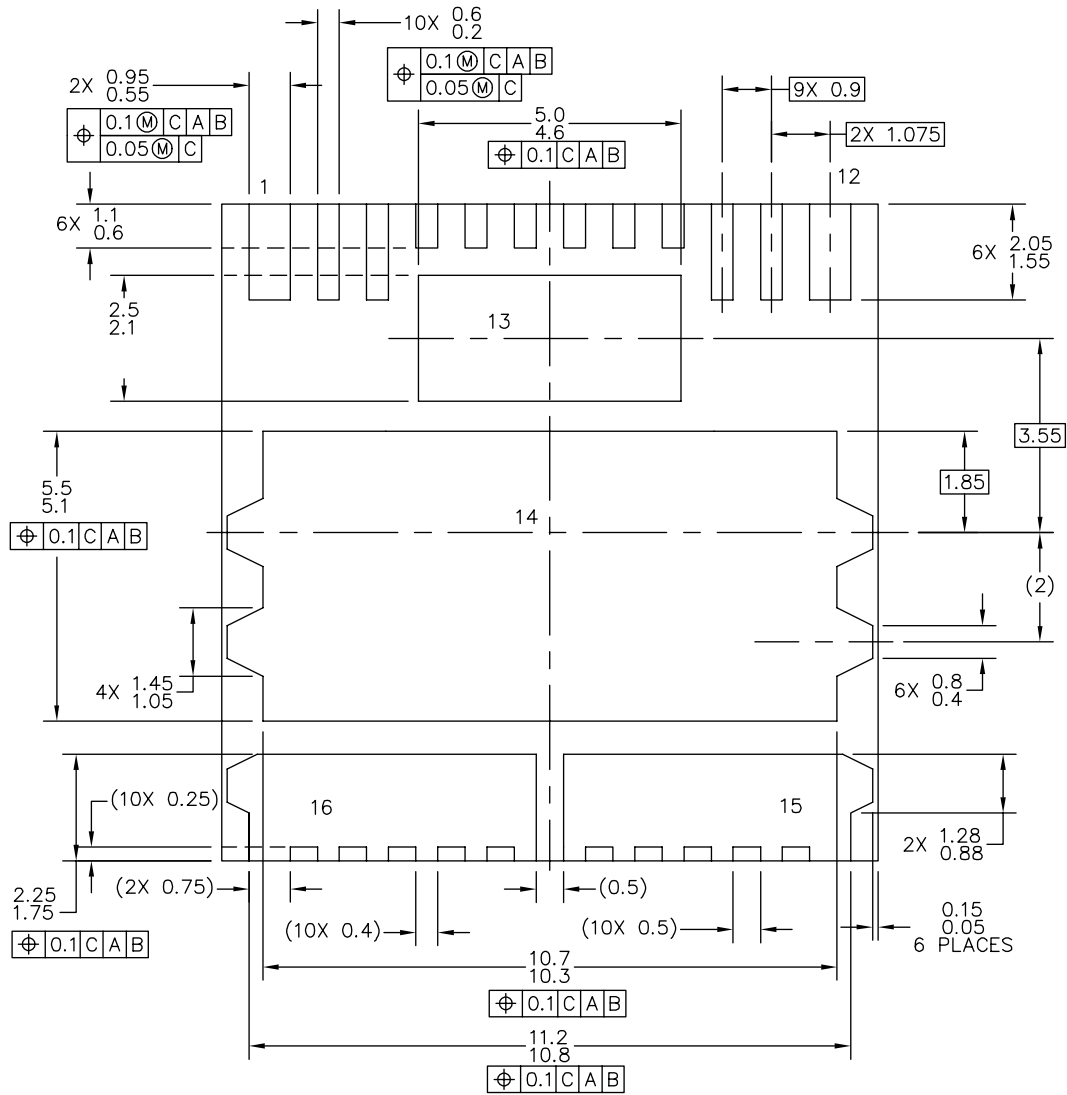 10X 0.6
0.2
⌖ 0.1 Ⓜ C A B
0.05 Ⓜ C
2X 0.95
0.55
⌖ 0.1 Ⓜ C A B
0.05 Ⓜ C
5.0
4.6
⌖ 0.1 C A B
9X 0.9
2X 1.075
1
12
6X 1.1
0.6
6X 2.05
1.55
2.5
2.1
13
3.55
1.85
5.5
5.1
⌖ 0.1 C A B
14
(2)
4X 1.45
1.05
6X 0.8
0.4
(10X 0.25)
16
15
2X 1.28
0.88
2.25
1.75
⌖ 0.1 C A B
(2X 0.75)
(0.5)
(10X 0.4)
(10X 0.5)
0.15
0.05
6 PLACES
10.7
10.3
⌖ 0.1 C A B
11.2
10.8
⌖ 0.1 C A B